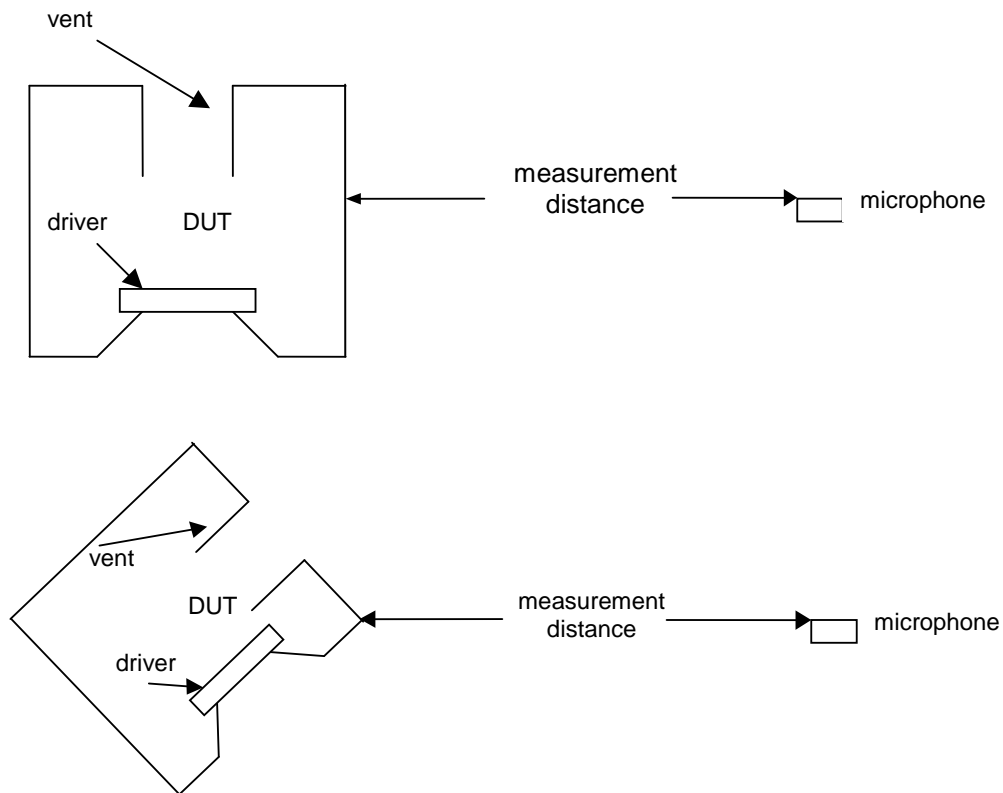 vent
measurement
distance
microphone
driver
DUT
vent
DUT
measurement
distance
microphone
driver